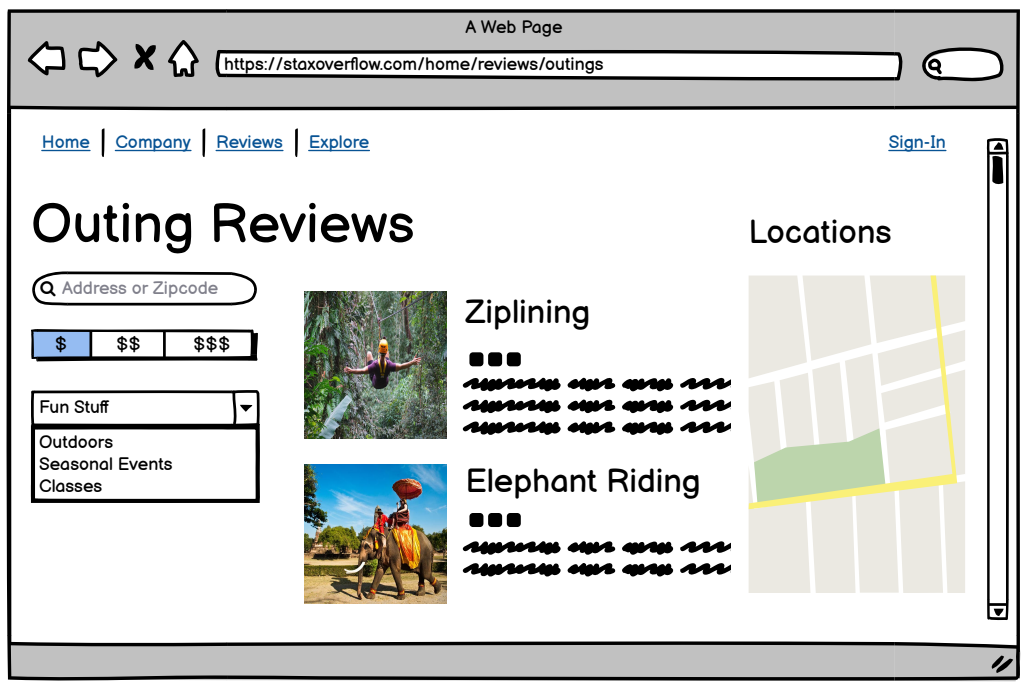 A Web Page
https://staxoverflow.com/home/reviews/outings
Home Company Reviews Explore Sign-In
Outing Reviews
Locations
Address or Zipcode
$ $$ $$$
Fun Stuff
Outdoors
Seasonal Events
Classes
Ziplining
Elephant Riding